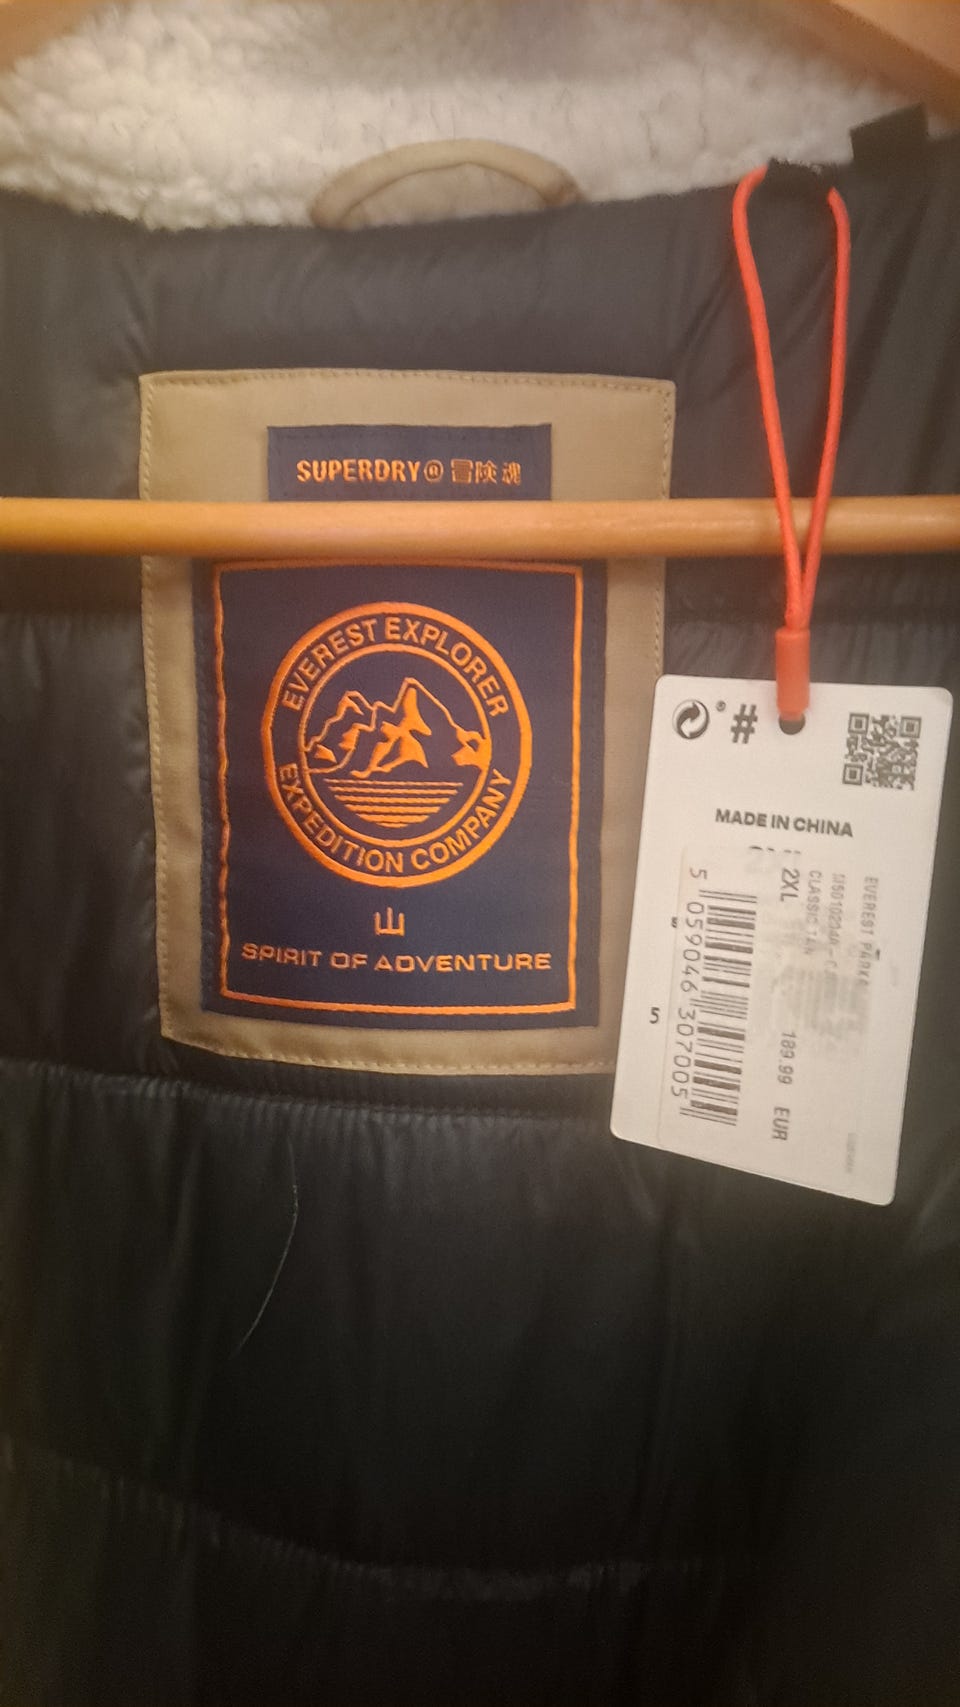 SUPERDRY® 冒険魂
EVEREST EXPLORER
EXPEDITION COMPANY
山
SPIRIT OF ADVENTURE
#
MADE IN CHINA
EVEREST PARKA
CLASSIC TAN
2XL
189.99 EUR
5 059046 307005
5